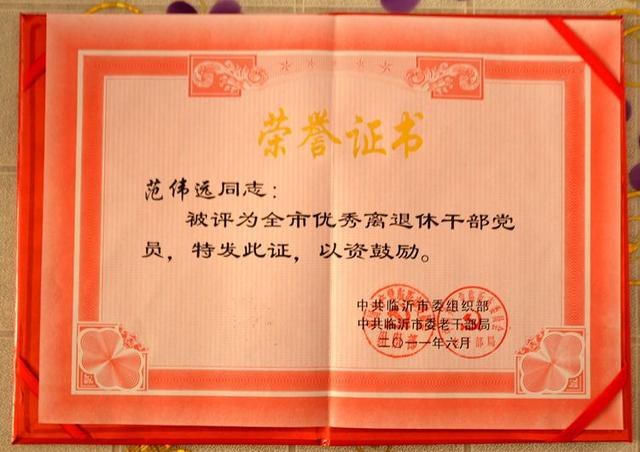 荣誉证书
范伟远同志：
被评为全市优秀离退休干部党
员，特发此证，以资鼓励。
中共临沂市委组织部
中共临沂市委老干部局
二〇一一年六月